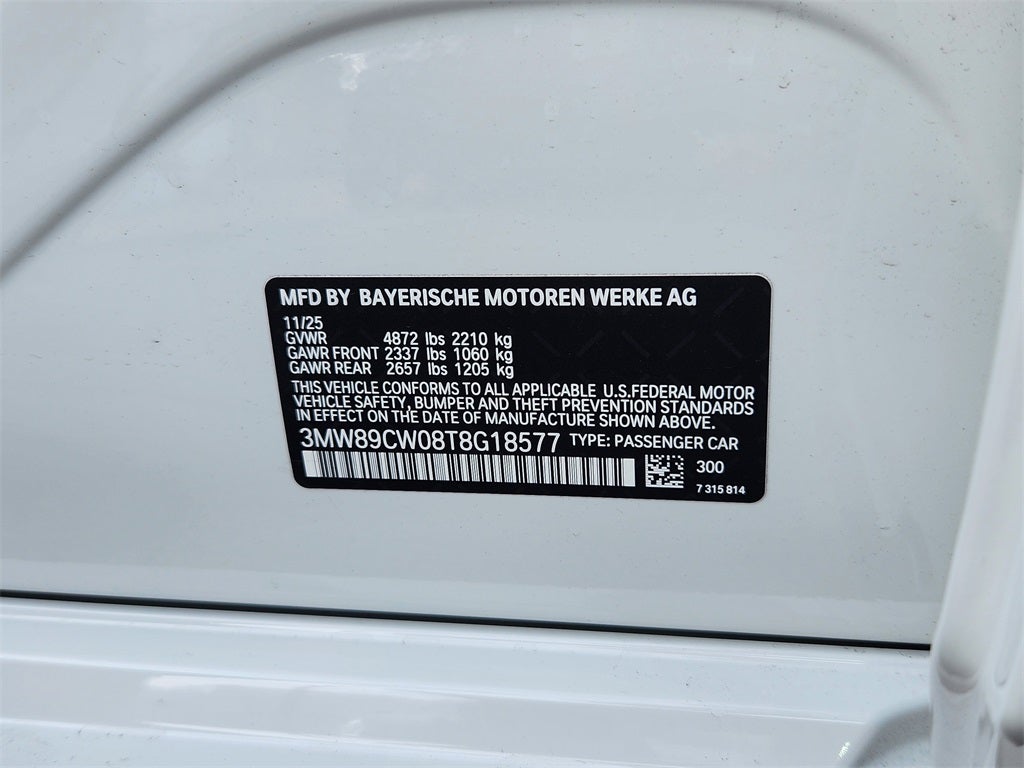 MFD BY BAYERISCHE MOTOREN WERKE AG
11/25
GVWR 4872 lbs 2210 kg
GAWR FRONT 2337 lbs 1060 kg
GAWR REAR 2657 lbs 1205 kg
THIS VEHICLE CONFORMS TO ALL APPLICABLE U.S.FEDERAL MOTOR
VEHICLE SAFETY, BUMPER AND THEFT PREVENTION STANDARDS
IN EFFECT ON THE DATE OF MANUFACTURE SHOWN ABOVE.
3MW89CW08T8G18577 TYPE: PASSENGER CAR
300
7 315 814